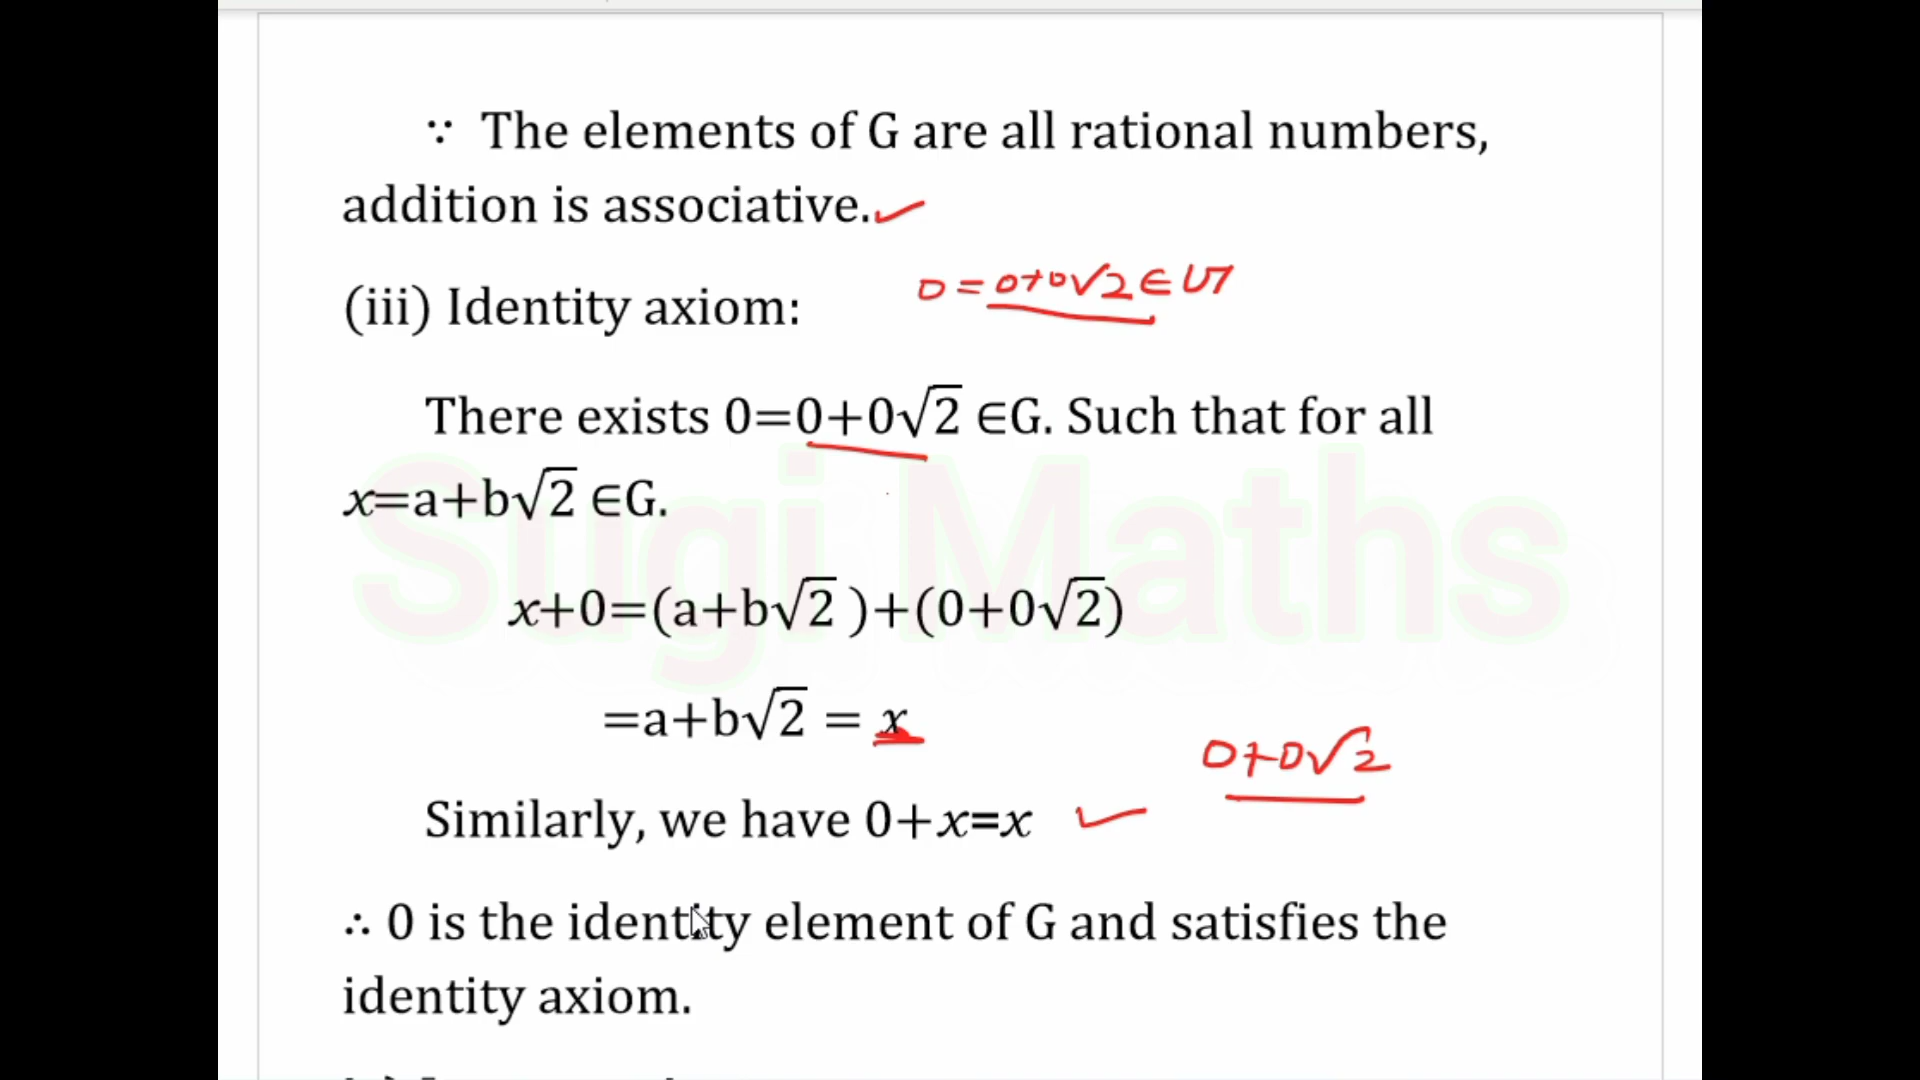 ∵ The elements of G are all rational numbers,
addition is associative.
0 = 0+0√2 ∈ G
(iii) Identity axiom:
There exists 0=0+0√2 ∈G. Such that for all
x=a+b√2 ∈G.
Sugi Maths
x+0=(a+b√2 )+(0+0√2)
=a+b√2 = x
0+0√2
Similarly, we have 0+x=x
∴ 0 is the identity element of G and satisfies the
identity axiom.